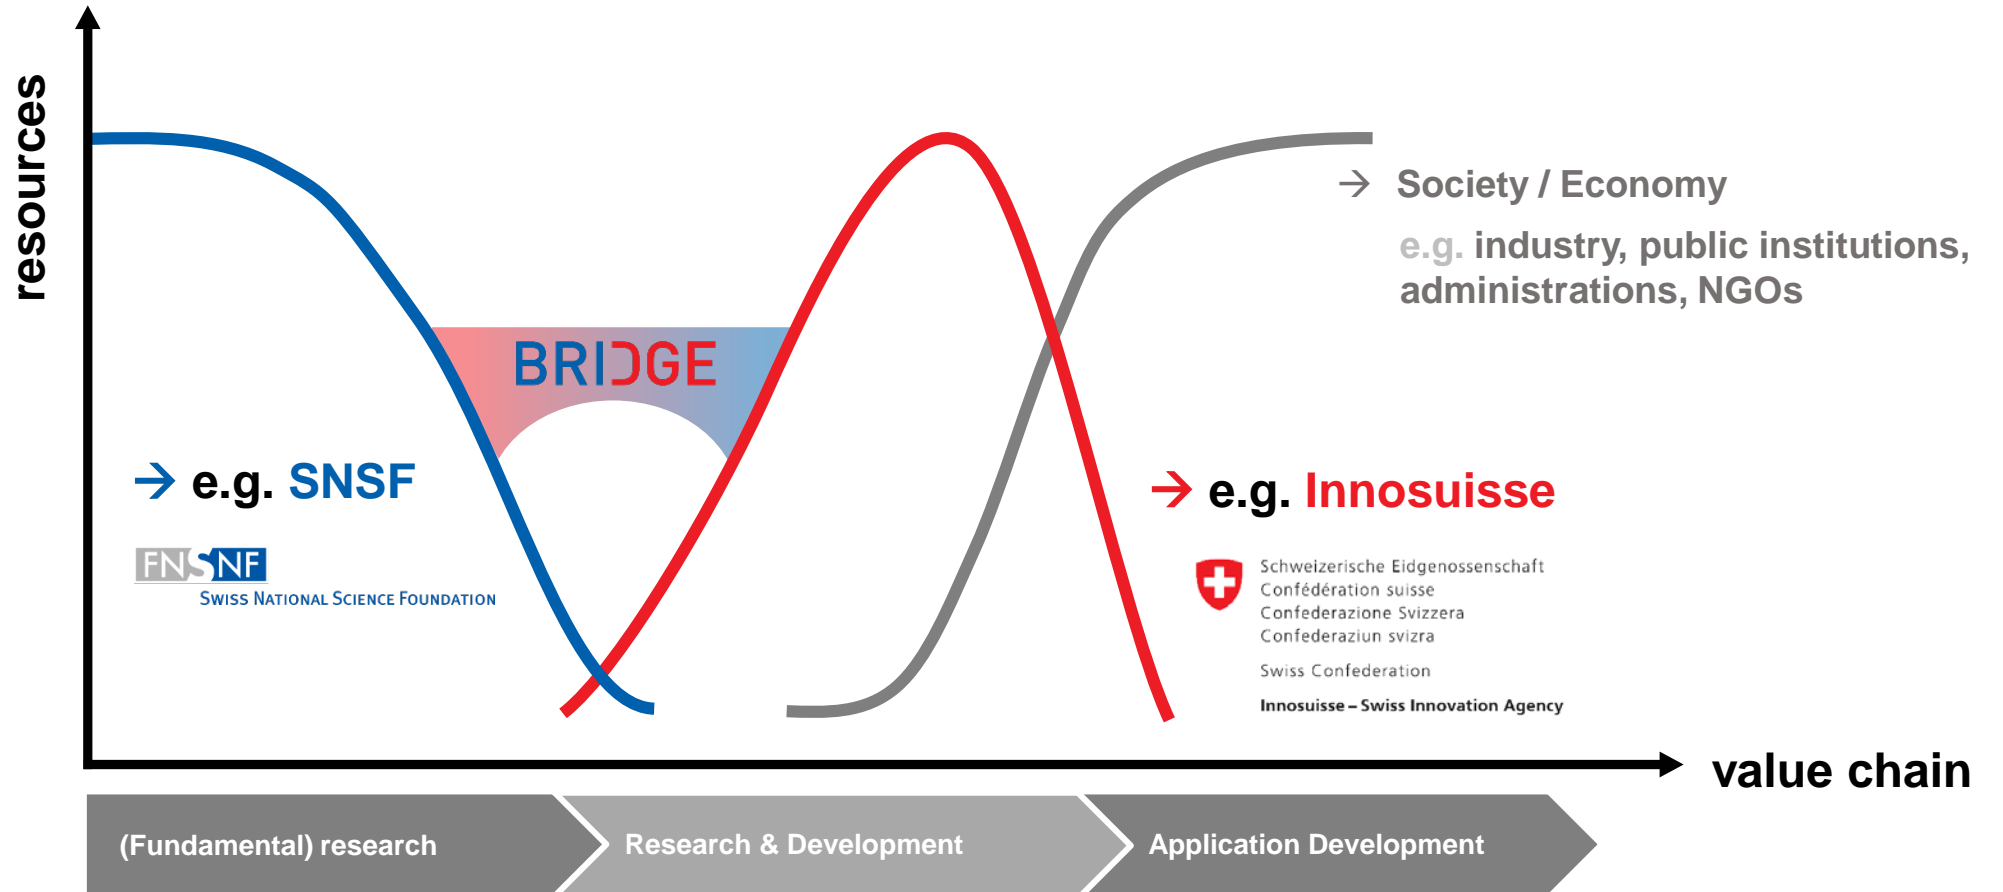 resources
→ Society / Economy
e.g. industry, public institutions,
administrations, NGOs
BRIDGE
→ e.g. SNSF
FNSNF
SWISS NATIONAL SCIENCE FOUNDATION
→ e.g. Innosuisse
Schweizerische Eidgenossenschaft
Confédération suisse
Confederazione Svizzera
Confederaziun svizra
Swiss Confederation
Innosuisse – Swiss Innovation Agency
value chain
(Fundamental) research
Research & Development
Application Development